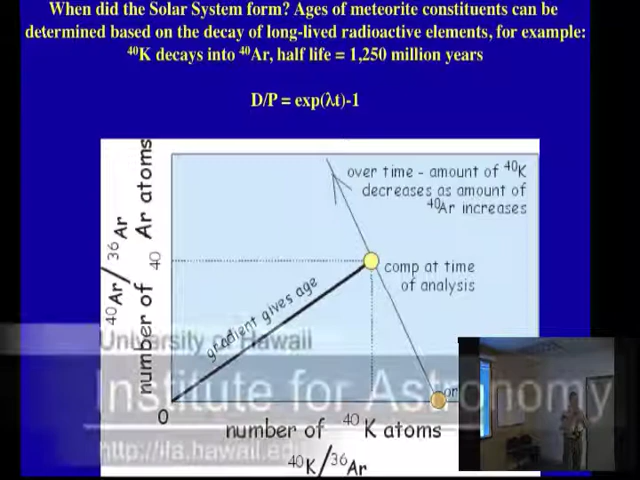 When did the Solar System form? Ages of meteorite constituents can be
determined based on the decay of long-lived radioactive elements, for example:
⁴⁰K decays into ⁴⁰Ar, half life = 1,250 million years
D/P = exp(λt)-1
over time - amount of ⁴⁰K
decreases as amount of
⁴⁰Ar increases
⁴⁰Ar/³⁶Ar
number of ⁴⁰Ar atoms
comp at time
of analysis
gradient gives age
University of Hawaii
Institute for Astronomy
or
0
number of ⁴⁰K atoms
http://ifa.hawaii.ed
⁴⁰K/³⁶Ar